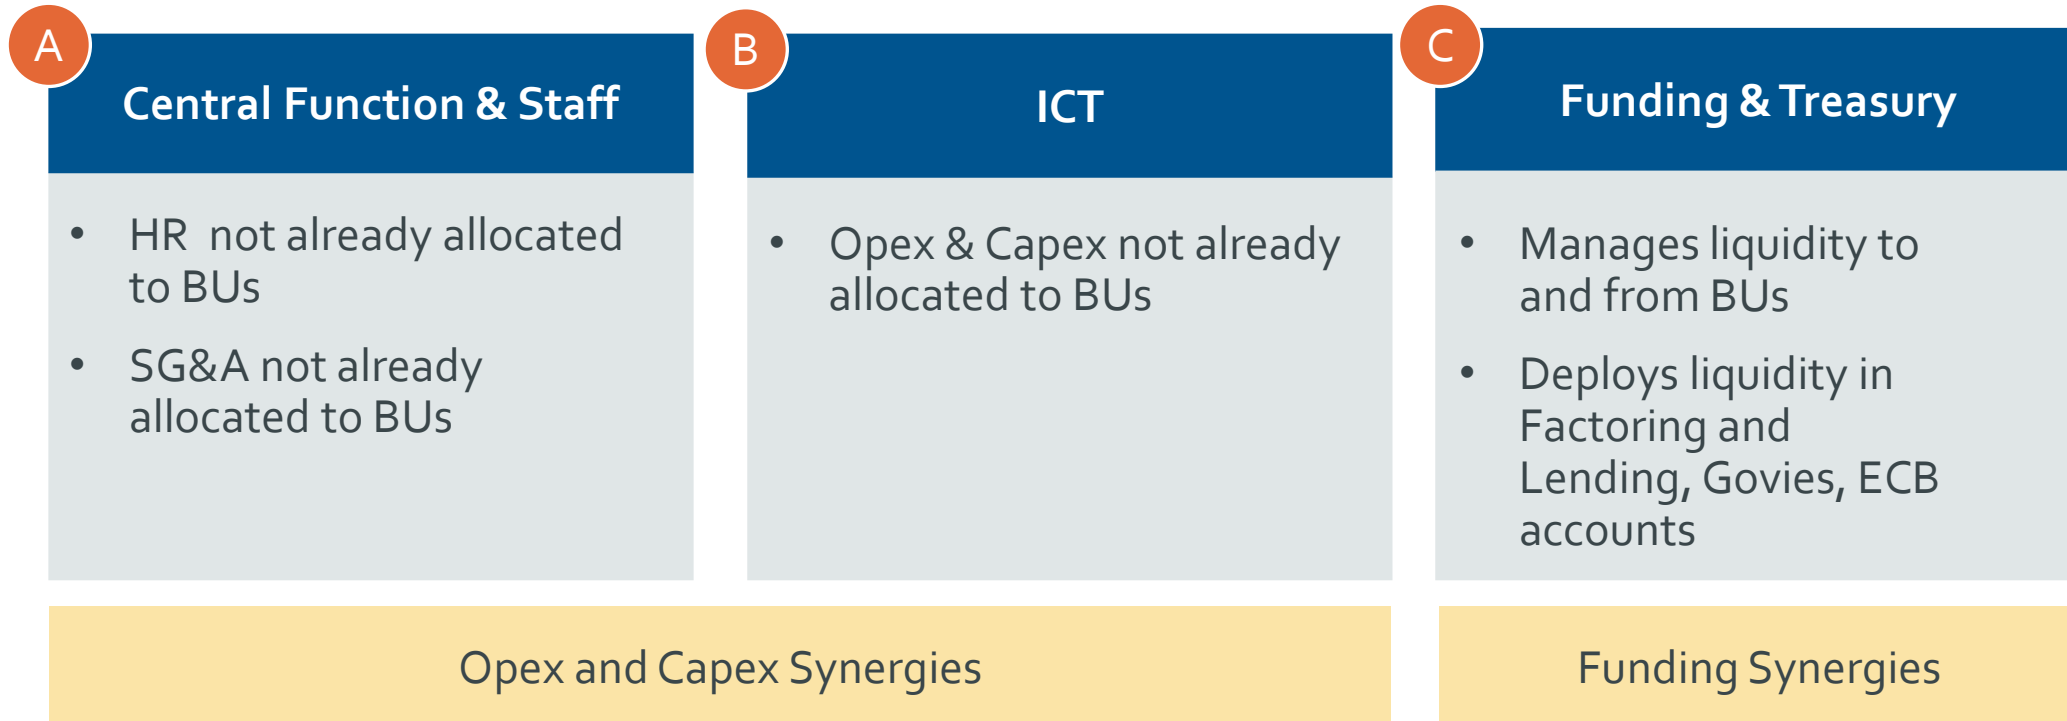 A
Central Function & Staff
• HR not already allocated
to BUs
• SG&A not already
allocated to BUs
B
ICT
• Opex & Capex not already
allocated to BUs
C
Funding & Treasury
• Manages liquidity to
and from BUs
• Deploys liquidity in
Factoring and
Lending, Govies, ECB
accounts
Opex and Capex Synergies
Funding Synergies